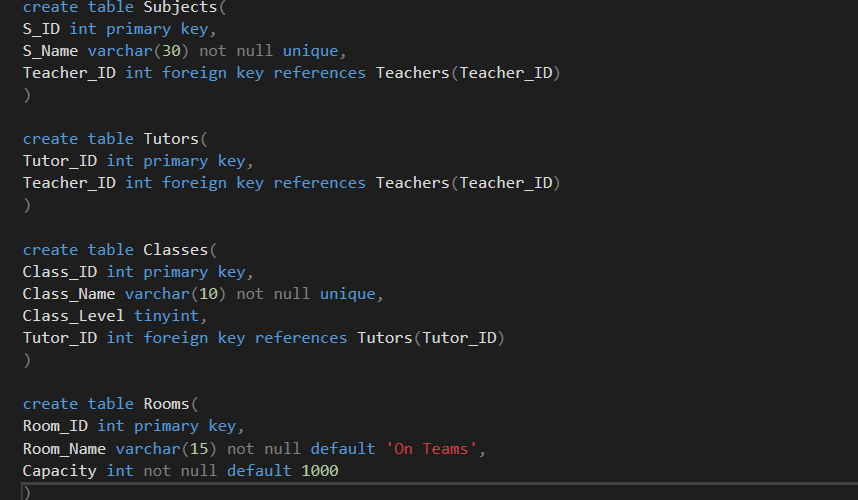 create table Subjects(
S_ID int primary key,
S_Name varchar(30) not null unique,
Teacher_ID int foreign key references Teachers(Teacher_ID)
)
create table Tutors(
Tutor_ID int primary key,
Teacher_ID int foreign key references Teachers(Teacher_ID)
)
create table Classes(
Class_ID int primary key,
Class_Name varchar(10) not null unique,
Class_Level tinyint,
Tutor_ID int foreign key references Tutors(Tutor_ID)
)
create table Rooms(
Room_ID int primary key,
Room_Name varchar(15) not null default 'On Teams',
Capacity int not null default 1000
)